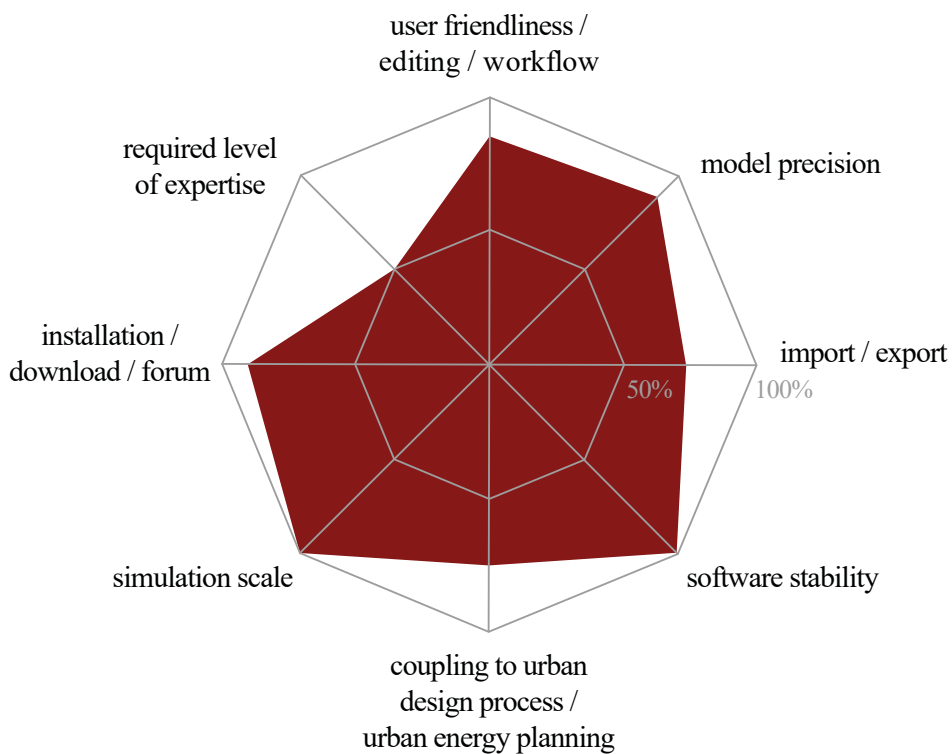 user friendliness /
editing / workflow
required level
of expertise
model precision
installation /
download / forum
import / export
50%
100%
simulation scale
software stability
coupling to urban
design process /
urban energy planning